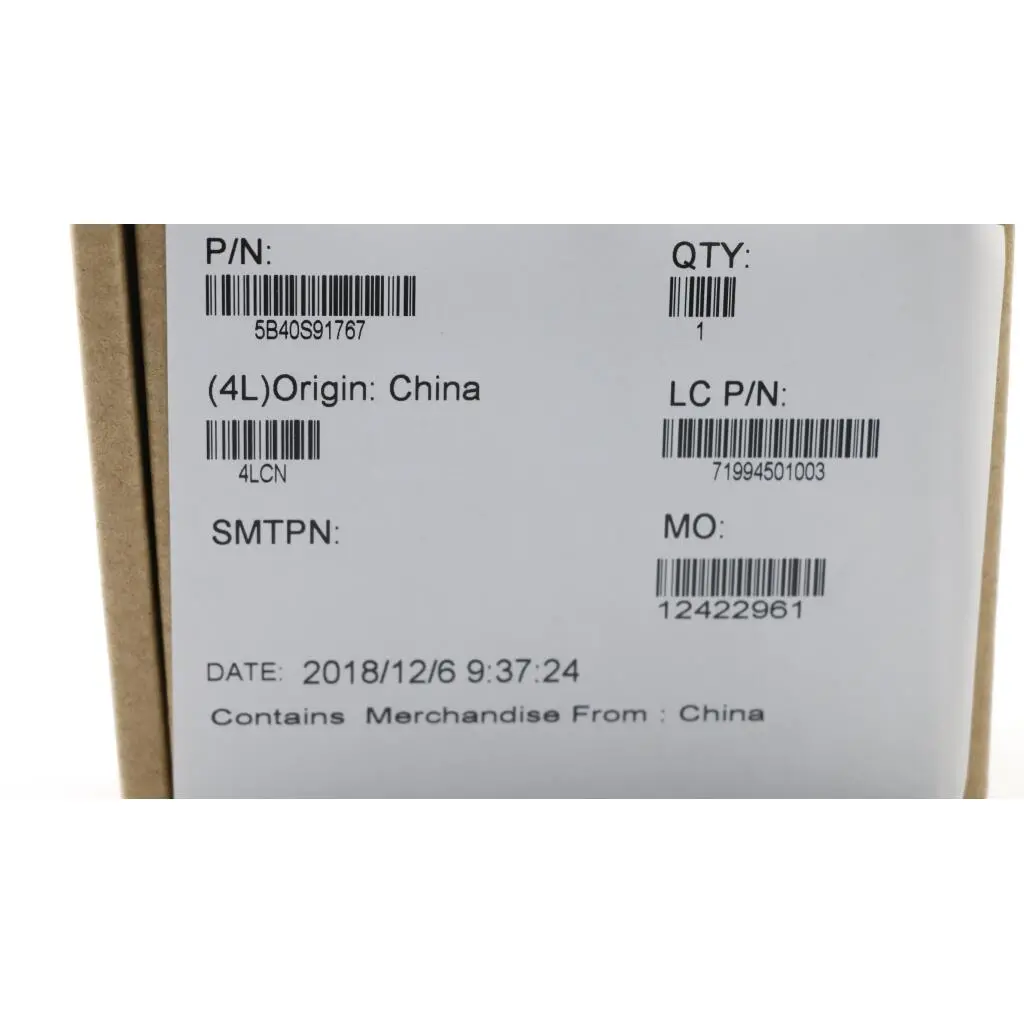 P/N:
QTY:
5B40S91767
1
(4L)Origin: China
LC P/N:
4LCN
71994501003
SMTPN:
MO:
12422961
DATE: 2018/12/6 9:37:24
Contains Merchandise From : China